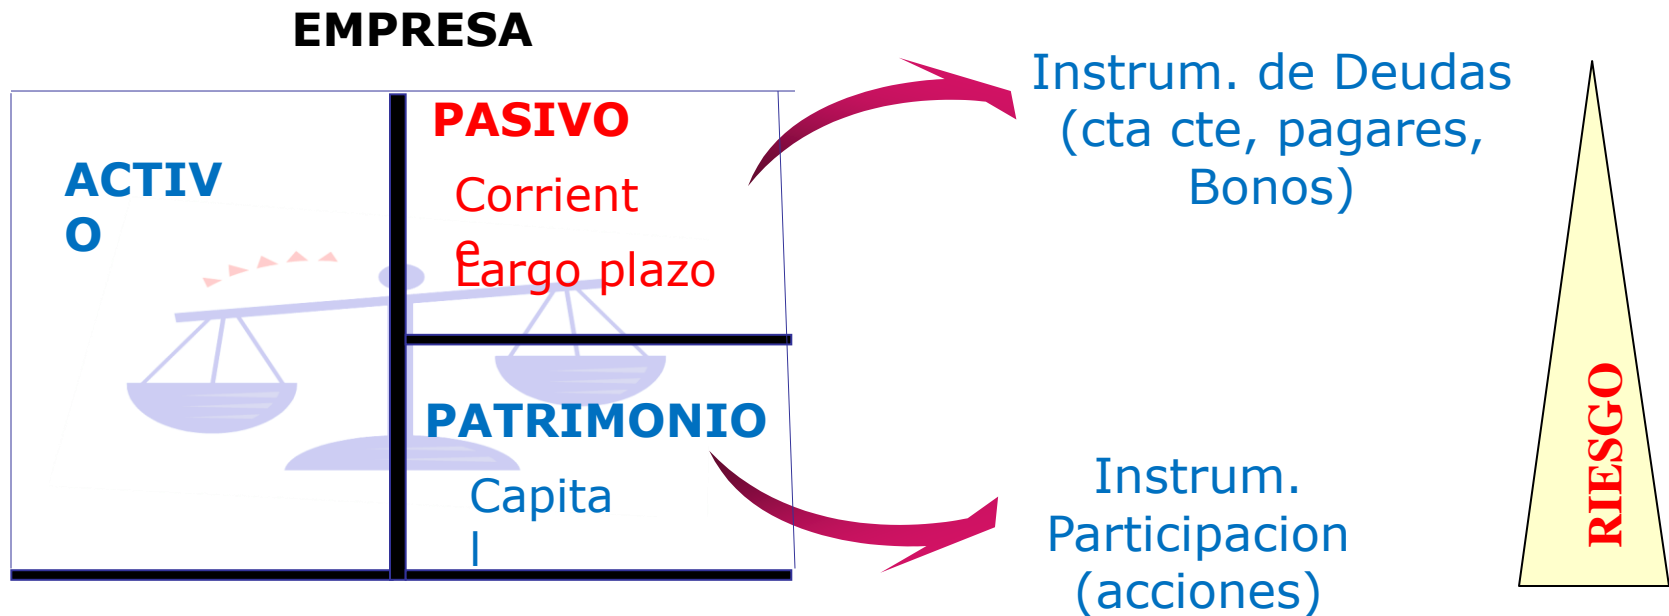 EMPRESA
ACTIV
O
PASIVO
Corrient
e
Largo plazo
PATRIMONIO
Capita
l
Instrum. de Deudas
(cta cte, pagares,
Bonos)
Instrum.
Participacion
(acciones)
RIESGO